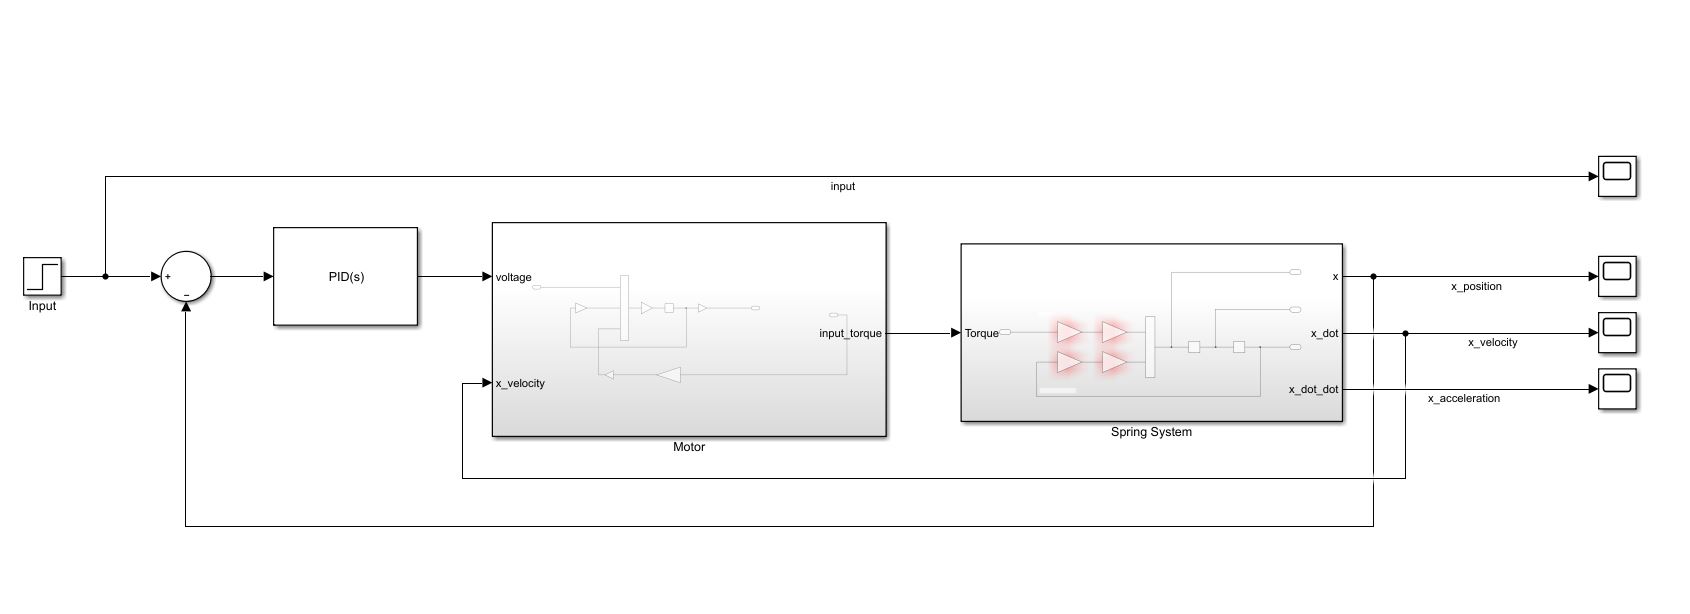 input
Input
+
−
PID(s)
voltage
x_velocity
input_torque
Motor
Torque
x
x_dot
x_dot_dot
Spring System
x_position
x_velocity
x_acceleration